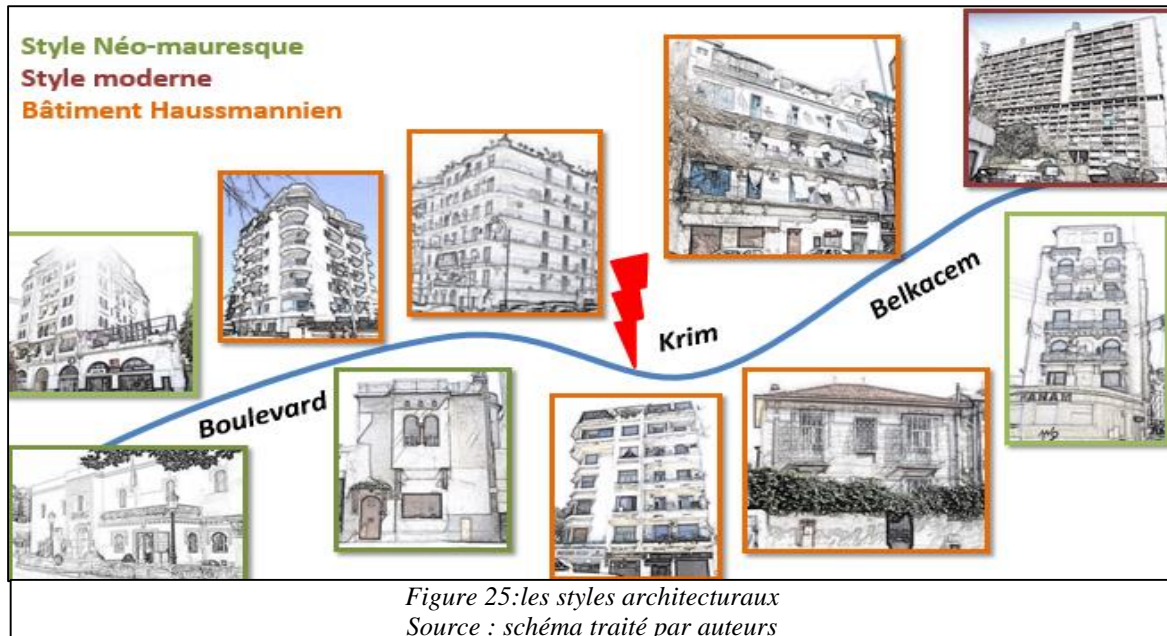 Style Néo-mauresque
Style moderne
Bâtiment Haussmannien
Boulevard
Krim
Belkacem
ANAM
Figure 25:les styles architecturaux
Source : schéma traité par auteurs